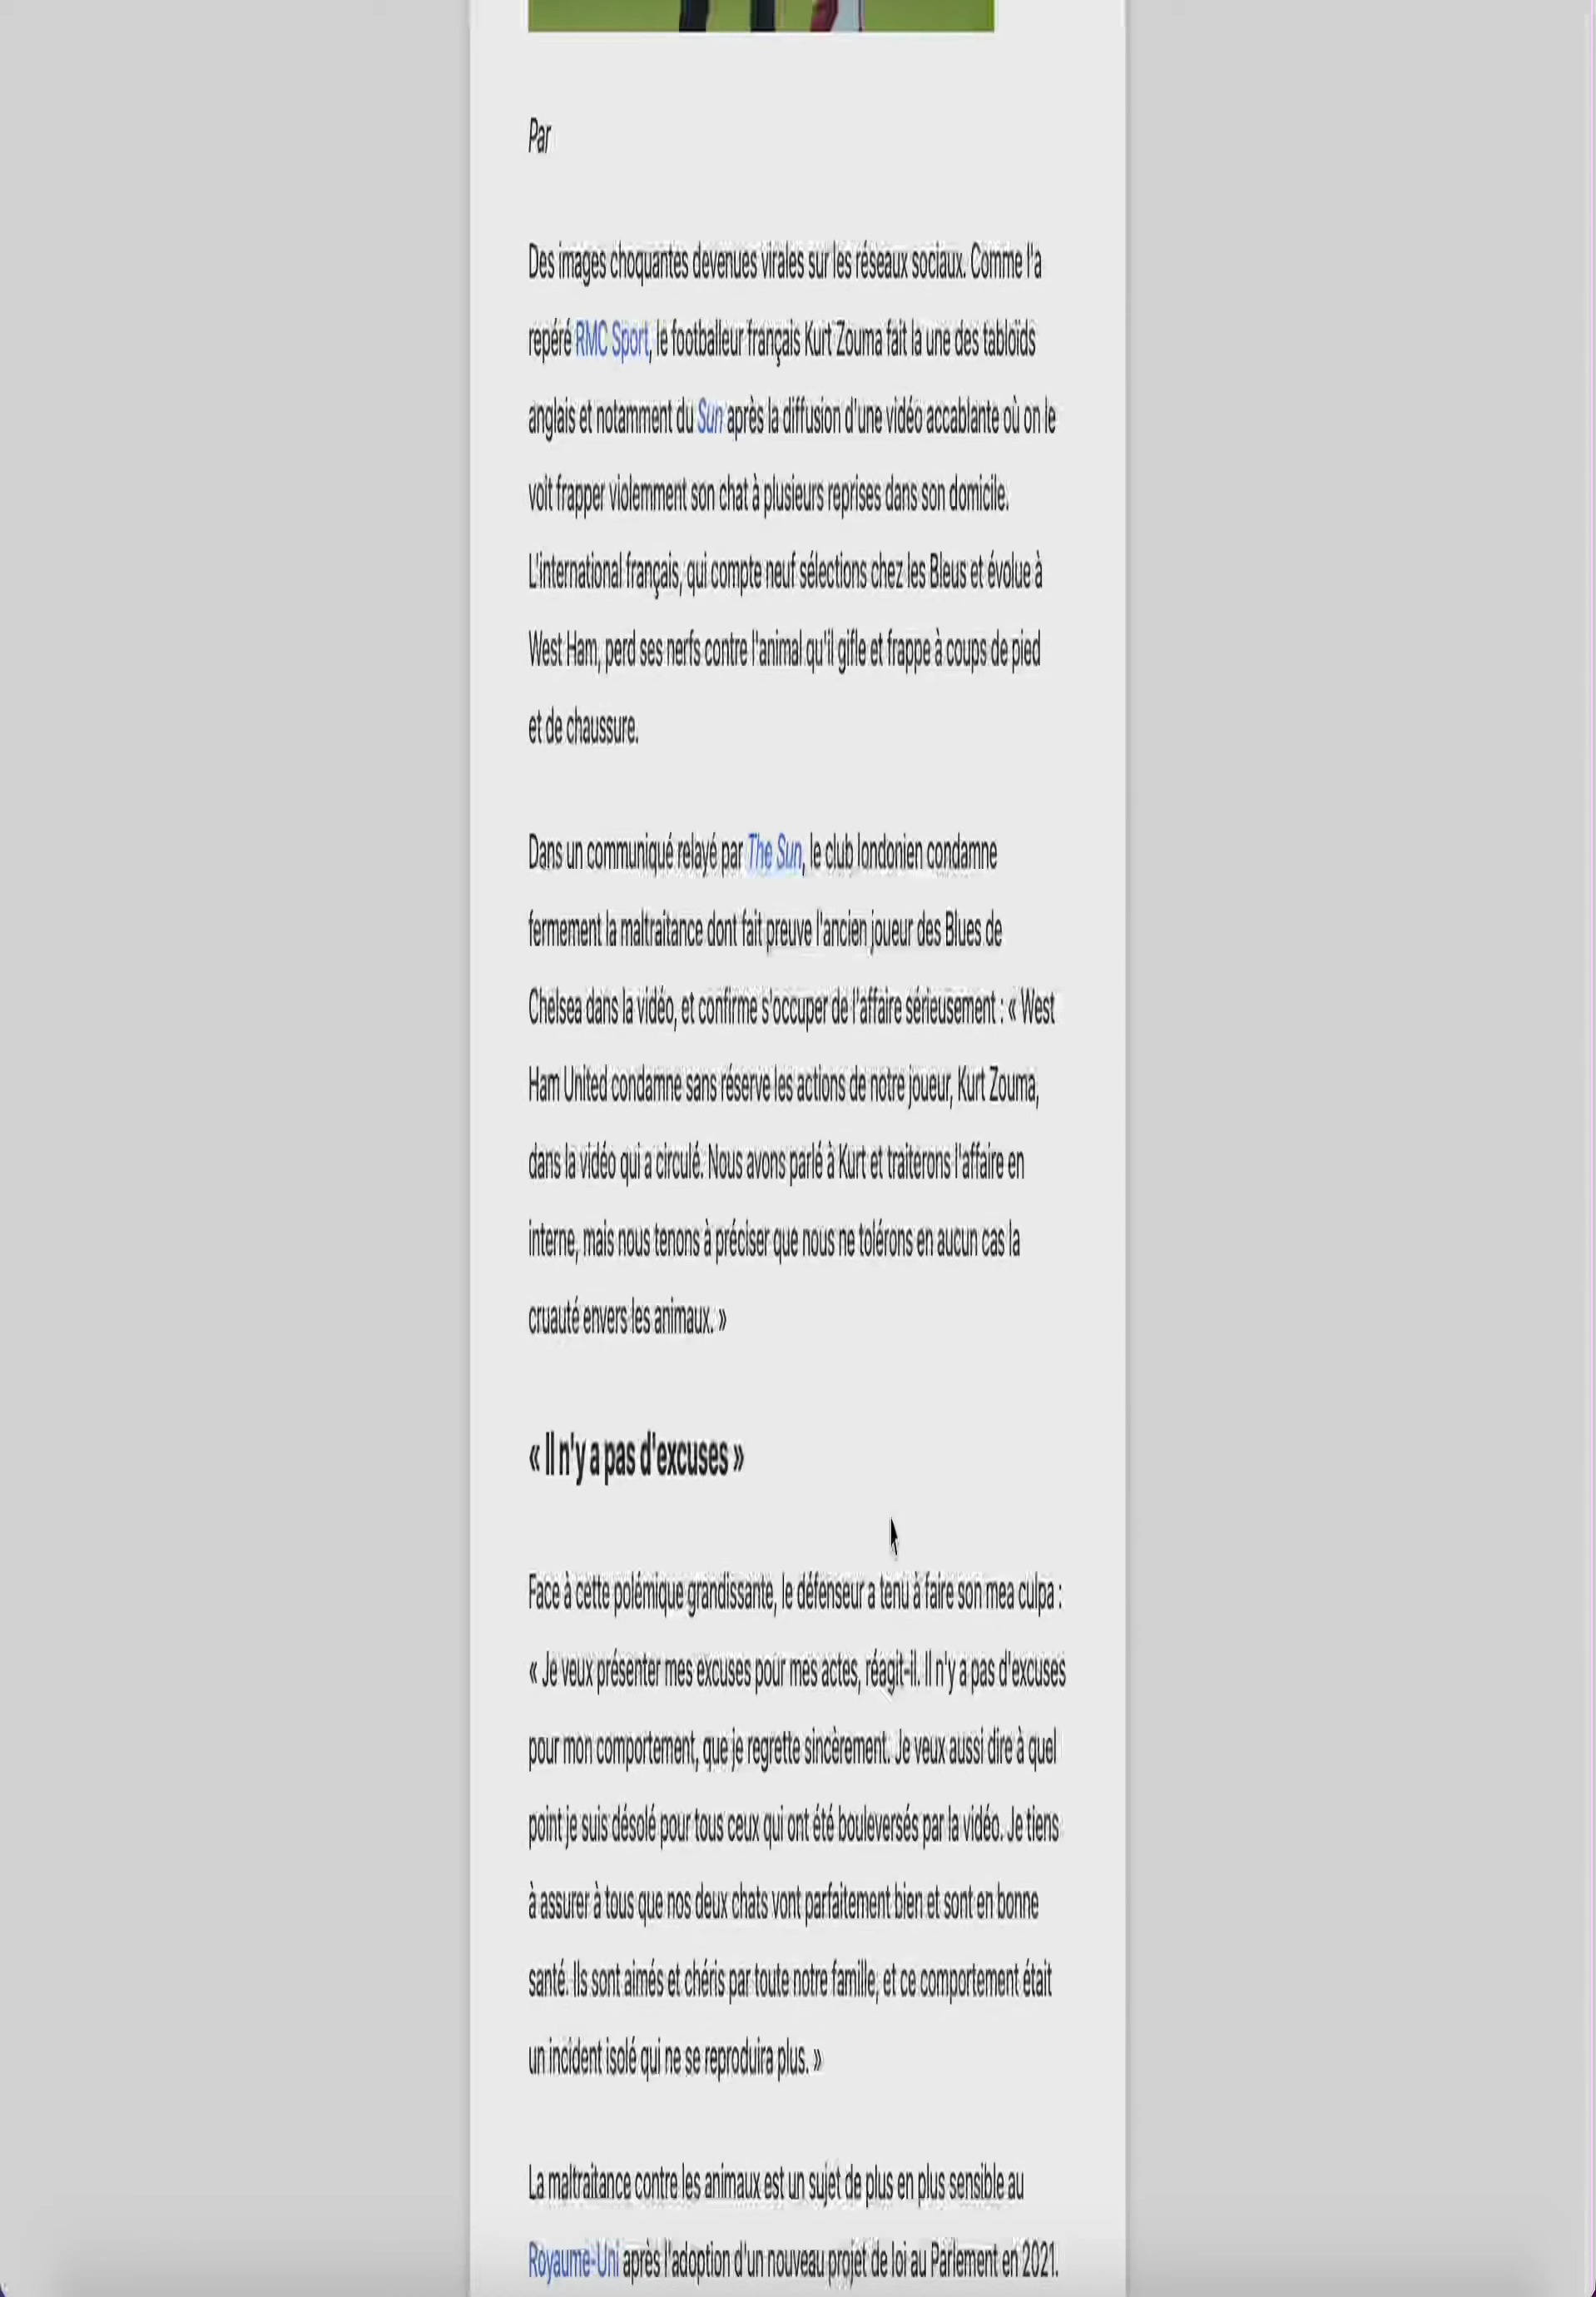 Par
Des images choquantes devenues virales sur les réseaux sociaux. Comme l'a
repéré RMC Sport, le footballeur français Kurt Zouma fait la une des tabloïds
anglais et notamment du Sun après la diffusion d'une vidéo accablante où on le
voit frapper violemment son chat à plusieurs reprises dans son domicile.
L'international français, qui compte neuf sélections chez les Bleus et évolue à
West Ham, perd ses nerfs contre l'animal qu'il gifle et frappe à coups de pied
et de chaussure.
Dans un communiqué relayé par The Sun, le club londonien condamne
fermement la maltraitance dont fait preuve l'ancien joueur des Blues de
Chelsea dans la vidéo, et confirme s'occuper de l'affaire sérieusement : « West
Ham United condamne sans réserve les actions de notre joueur, Kurt Zouma,
dans la vidéo qui a circulé. Nous avons parlé à Kurt et traiterons l'affaire en
interne, mais nous tenons à préciser que nous ne tolérons en aucun cas la
cruauté envers les animaux. »
« Il n'y a pas d'excuses »
Face à cette polémique grandissante, le défenseur a tenu à faire son mea culpa :
« Je veux présenter mes excuses pour mes actes, réagit-il. Il n'y a pas d'excuses
pour mon comportement, que je regrette sincèrement. Je veux aussi dire à quel
point je suis désolé pour tous ceux qui ont été bouleversés par la vidéo. Je tiens
à assurer à tous que nos deux chats vont parfaitement bien et sont en bonne
santé. Ils sont aimés et chéris par toute notre famille, et ce comportement était
un incident isolé qui ne se reproduira plus. »
La maltraitance contre les animaux est un sujet de plus en plus sensible au
Royaume-Uni après l'adoption d'un nouveau projet de loi au Parlement en 2021.